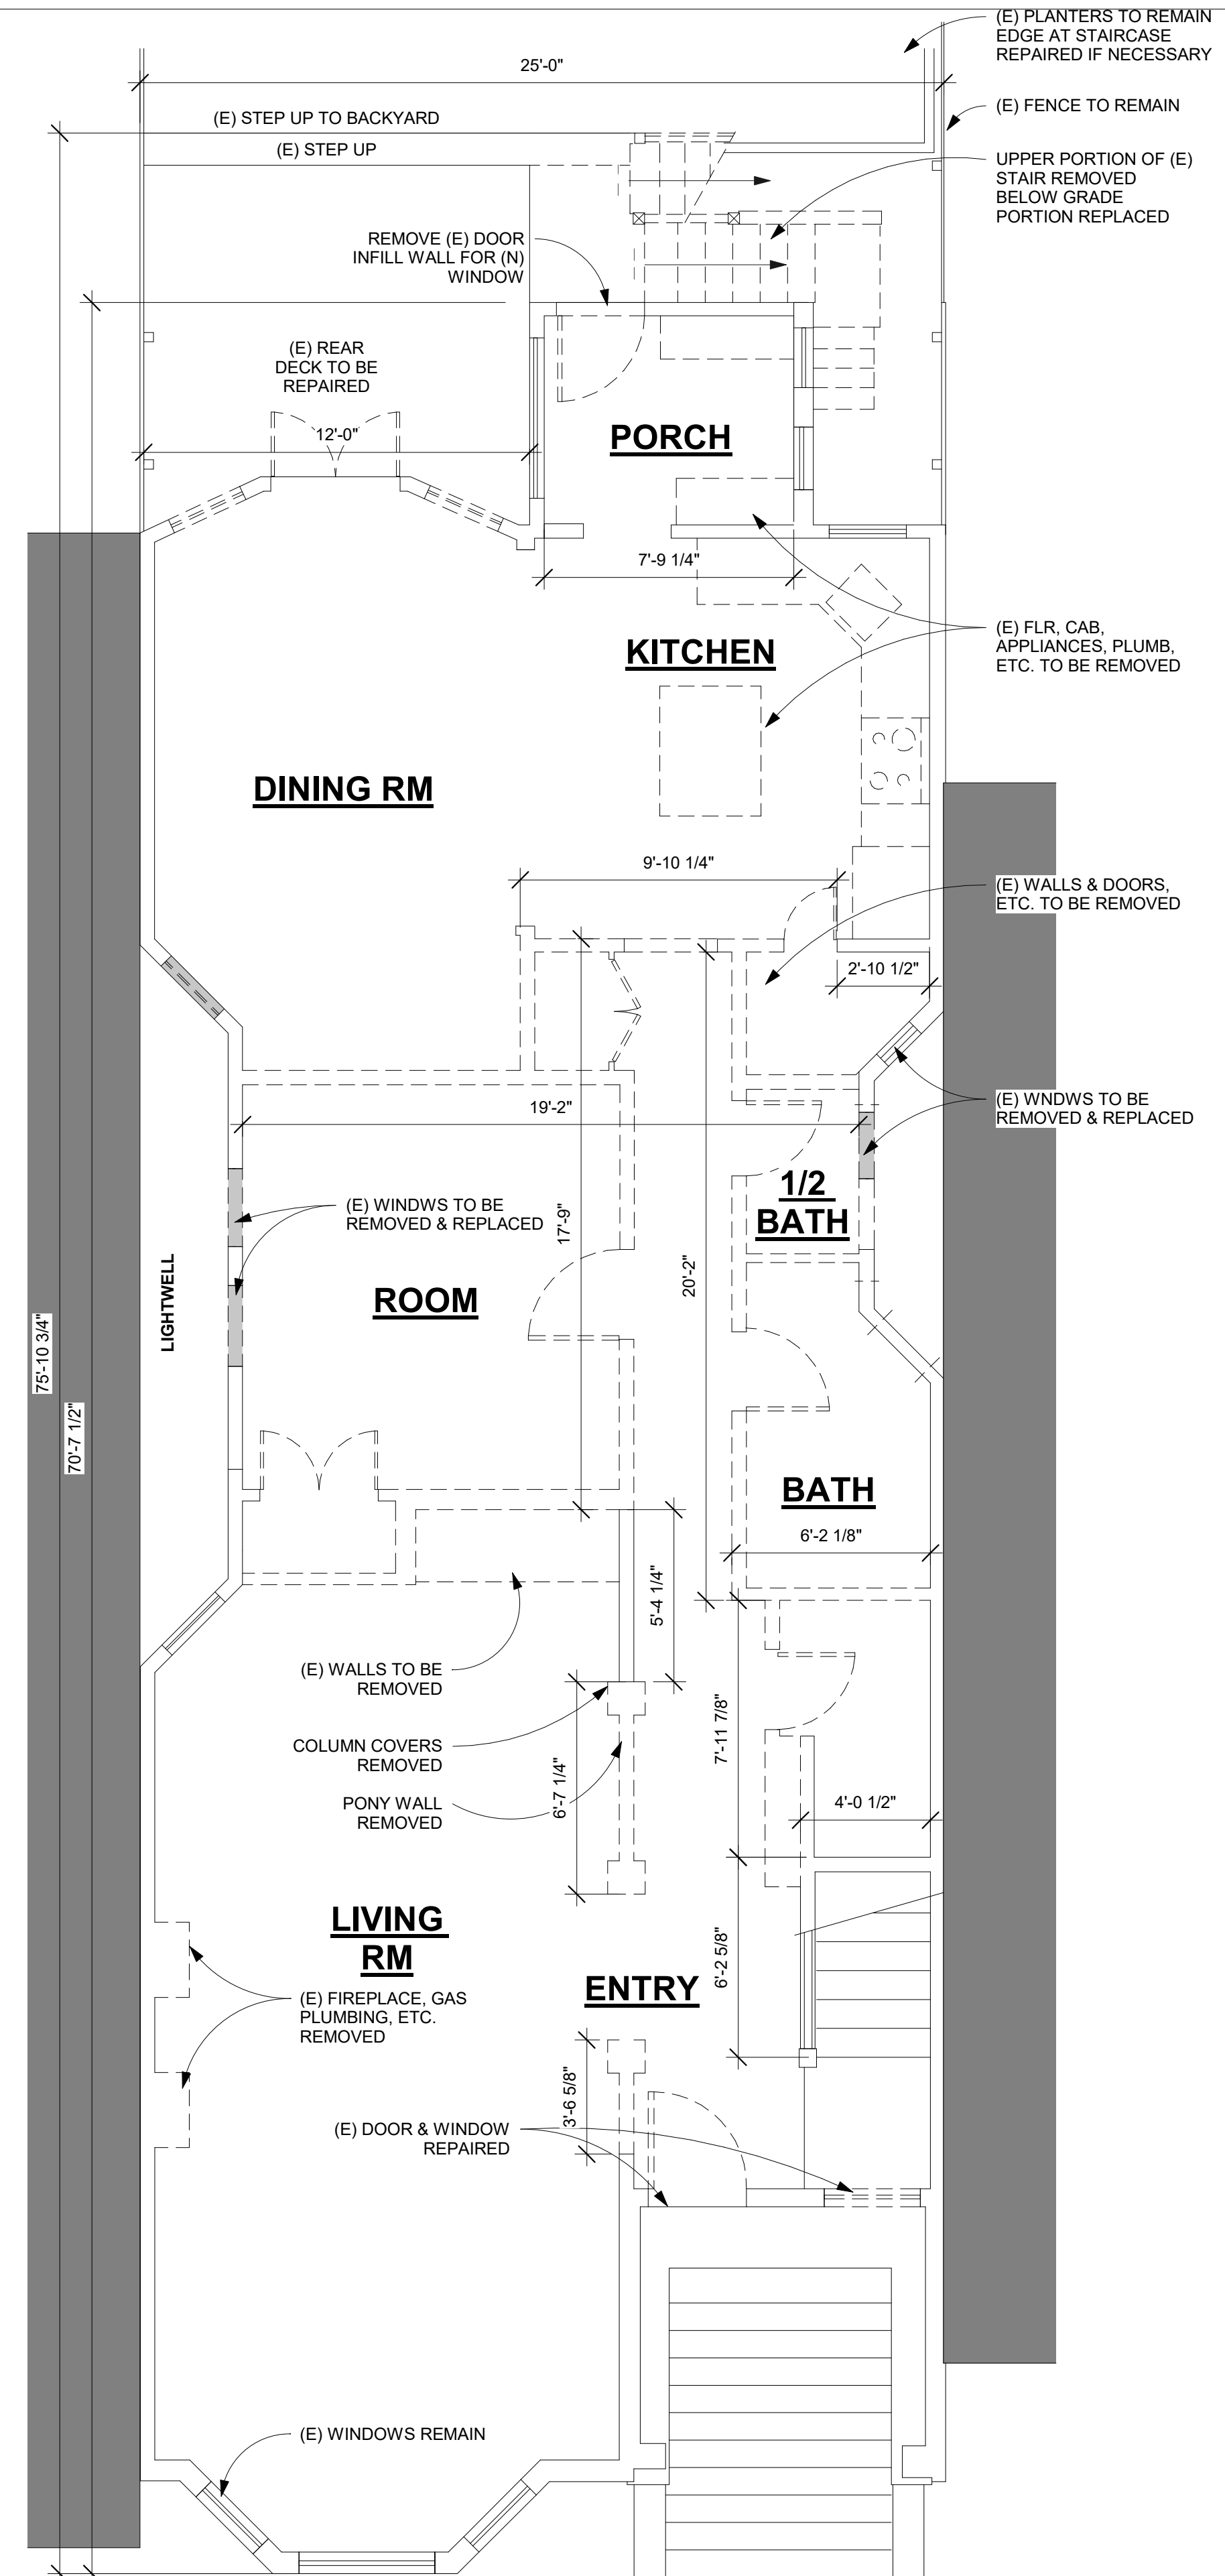 (E) PLANTERS TO REMAIN
EDGE AT STAIRCASE
REPAIRED IF NECESSARY
25'-0"
(E) FENCE TO REMAIN
(E) STEP UP TO BACKYARD
(E) STEP UP
UPPER PORTION OF (E)
STAIR REMOVED
BELOW GRADE
PORTION REPLACED
REMOVE (E) DOOR
INFILL WALL FOR (N)
WINDOW
(E) REAR
DECK TO BE
REPAIRED
12'-0"
PORCH
7'-9 1/4"
(E) FLR, CAB,
APPLIANCES, PLUMB,
ETC. TO BE REMOVED
KITCHEN
DINING RM
9'-10 1/4"
(E) WALLS & DOORS,
ETC. TO BE REMOVED
2'-10 1/2"
19'-2"
(E) WNDWS TO BE
REMOVED & REPLACED
1/2
BATH
(E) WINDWS TO BE
REMOVED & REPLACED
17'-9"
20'-2"
LIGHTWELL
ROOM
75'-10 3/4"
70'-7 1/2"
BATH
6'-2 1/8"
5'-4 1/4"
(E) WALLS TO BE
REMOVED
COLUMN COVERS
REMOVED
PONY WALL
REMOVED
6'-7 1/4"
7'-11 7/8"
4'-0 1/2"
LIVING
RM
ENTRY
6'-2 5/8"
(E) FIREPLACE, GAS
PLUMBING, ETC.
REMOVED
3'-6 5/8"
(E) DOOR & WINDOW
REPAIRED
(E) WINDOWS REMAIN